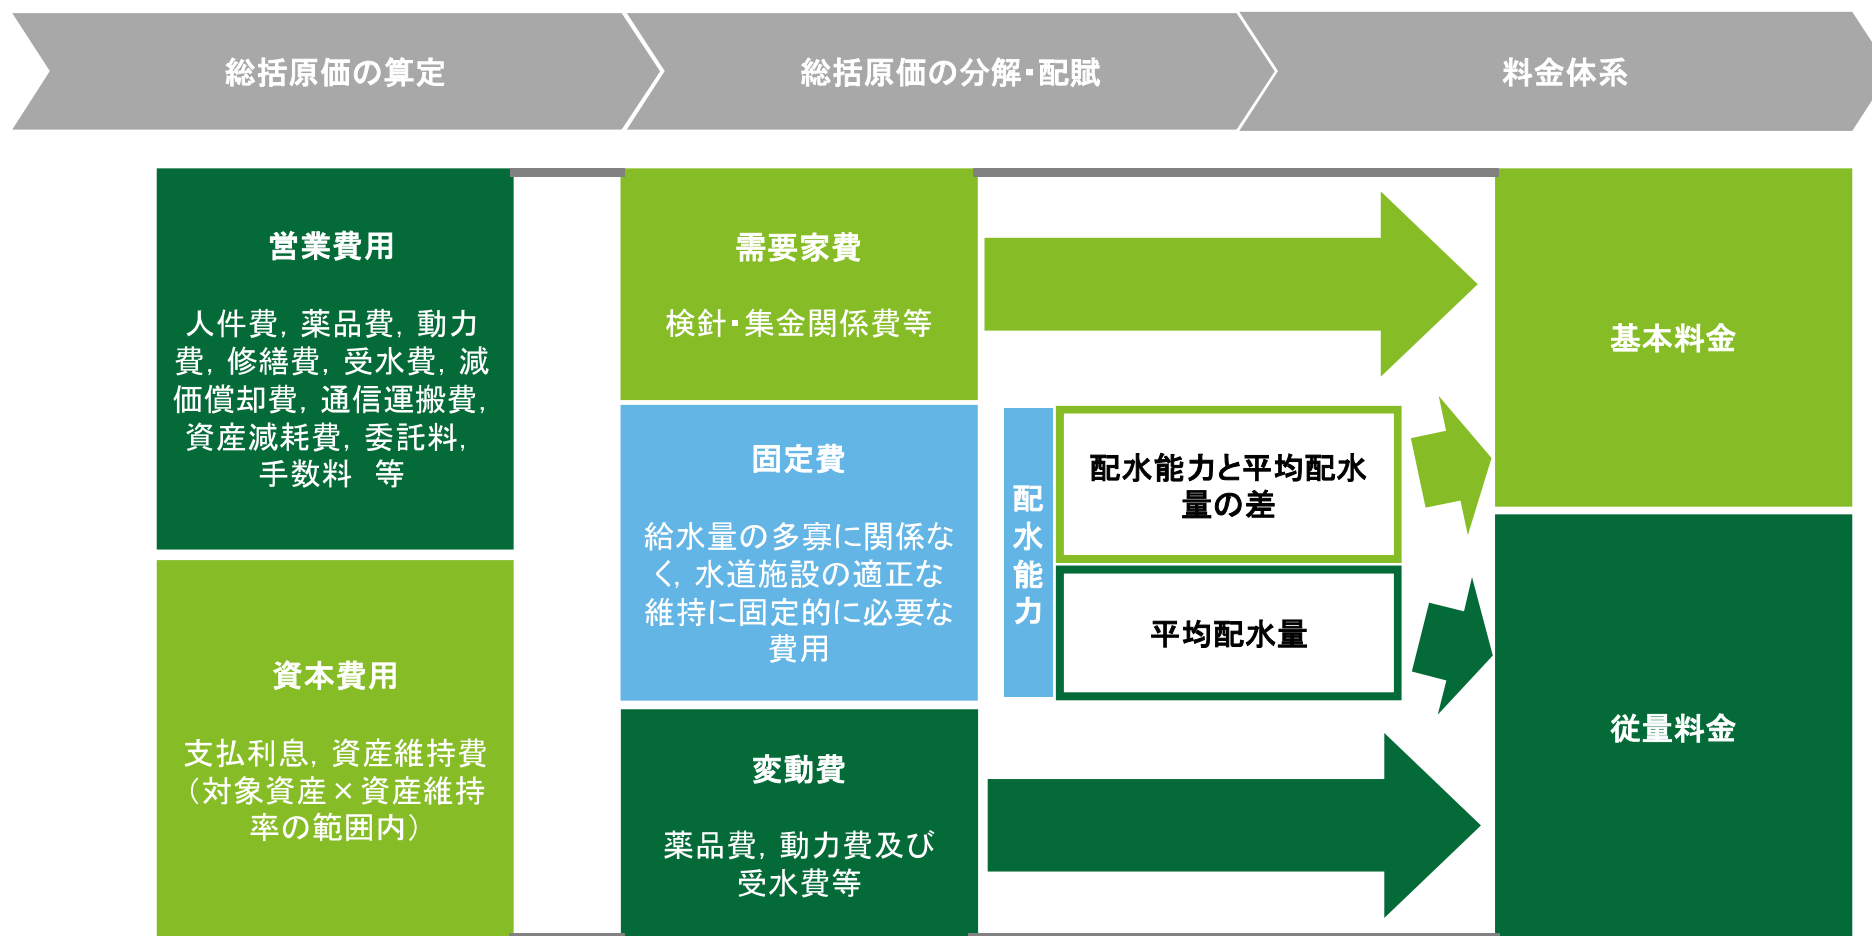 総括原価の算定
総括原価の分解・配賦
料金体系
営業費用
人件費，薬品費，動力
費，修繕費，受水費，減
価償却費，通信運搬費，
資産減耗費，委託料，
手数料　等
資本費用
支払利息，資産維持費
（対象資産×資産維持
率の範囲内）
需要家費
検針・集金関係費等
固定費
給水量の多寡に関係な
く，水道施設の適正な
維持に固定的に必要な
費用
変動費
薬品費，動力費及び
受水費等
配
水
能
力
配水能力と平均配水
量の差
平均配水量
基本料金
従量料金